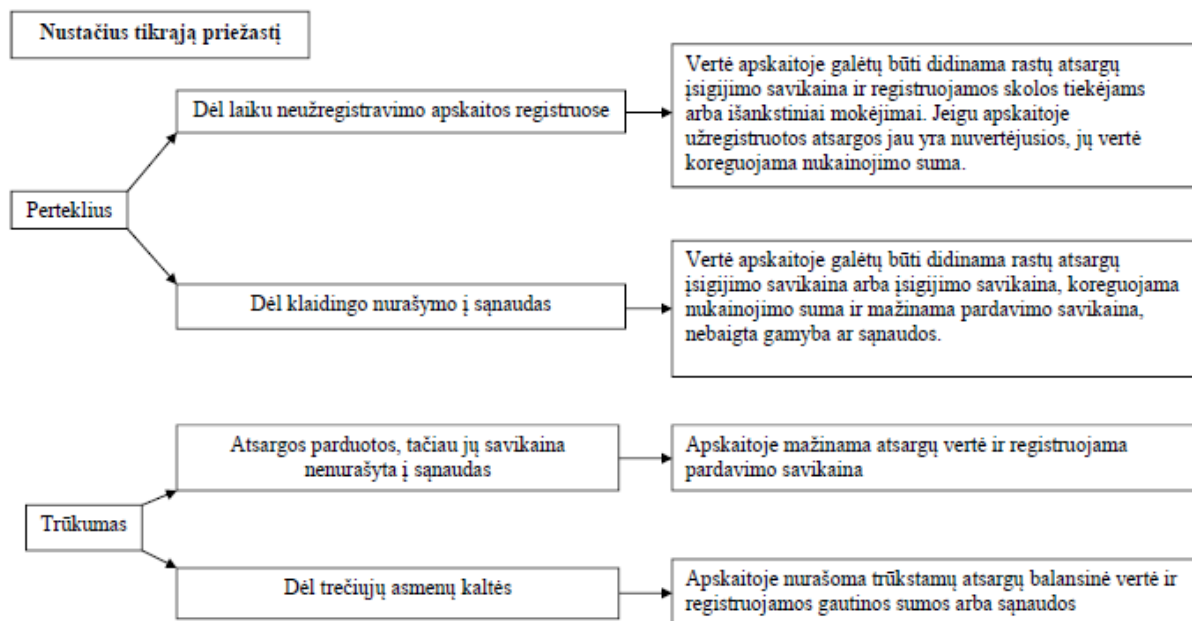 Nustačius tikrąją priežastį
Perteklius
Dėl laiku neužregistravimo apskaitos registruose
Vertė apskaitoje galėtų būti didinama rastų atsargų
įsigijimo savikaina ir registruojamos skolos tiekėjams
arba išankstiniai mokėjimai. Jeigu apskaitoje
užregistruotos atsargos jau yra nuvertėjusios, jų vertė
koreguojama nukainojimo suma.
Dėl klaidingo nurašymo į sąnaudas
Vertė apskaitoje galėtų būti didinama rastų atsargų
įsigijimo savikaina arba įsigijimo savikaina, koreguojama
nukainojimo suma ir mažinama pardavimo savikaina,
nebaigta gamyba ar sąnaudos.
Trūkumas
Atsargos parduotos, tačiau jų savikaina
nenurašyta į sąnaudas
Apskaitoje mažinama atsargų vertė ir registruojama
pardavimo savikaina
Dėl trečiųjų asmenų kaltės
Apskaitoje nurašoma trūkstamų atsargų balansinė vertė ir
registruojamos gautinos sumos arba sąnaudos